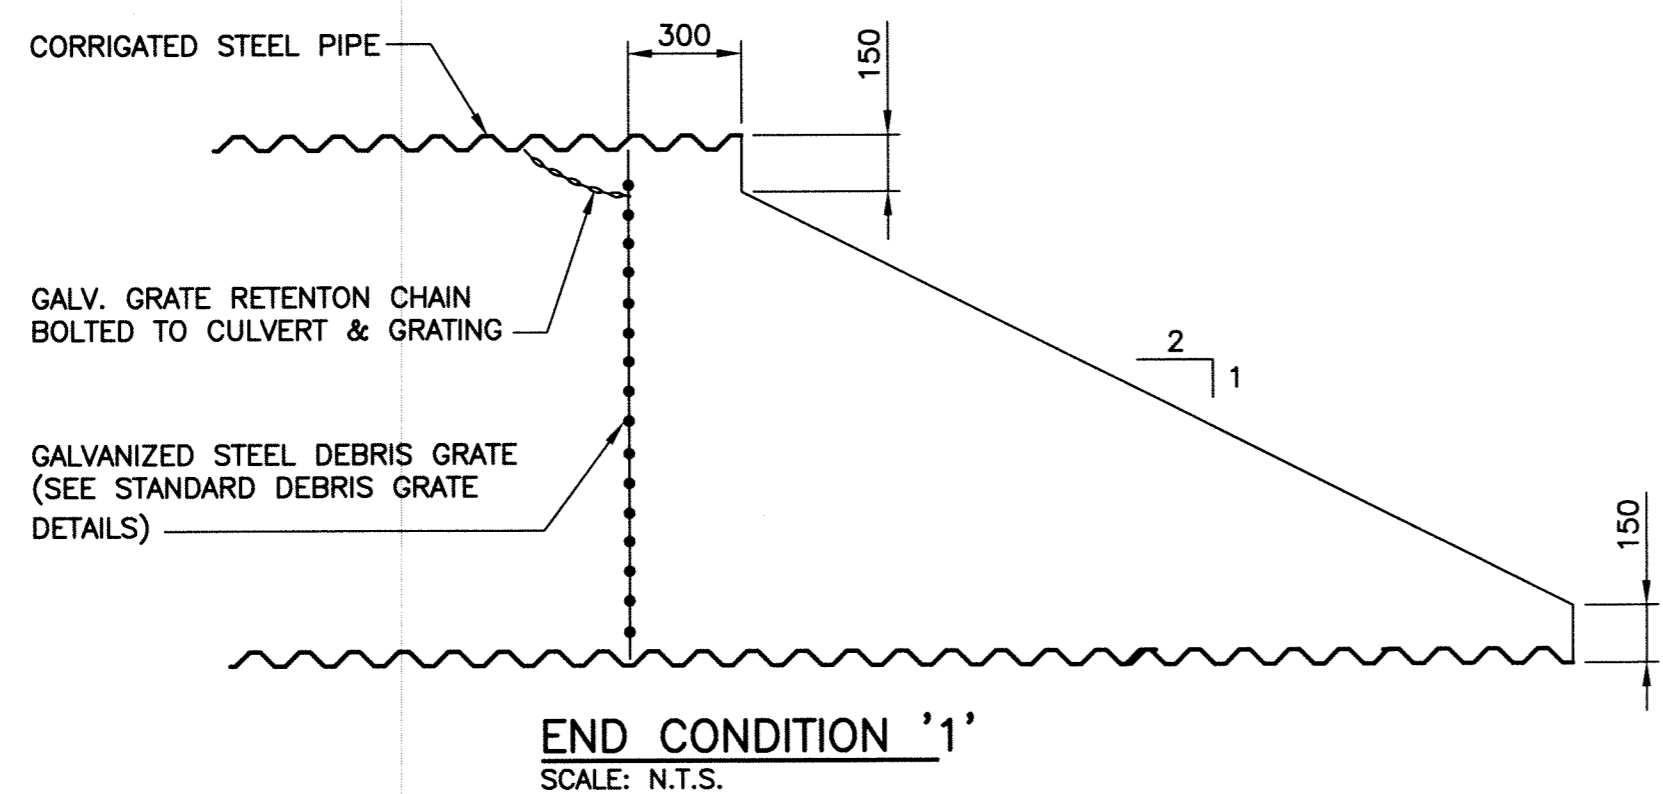 CORRIGATED STEEL PIPE
300
150
GALV. GRATE RETENTON CHAIN
BOLTED TO CULVERT & GRATING
2
1
GALVANIZED STEEL DEBRIS GRATE
(SEE STANDARD DEBRIS GRATE
DETAILS)
150
END CONDITION '1'
SCALE: N.T.S.